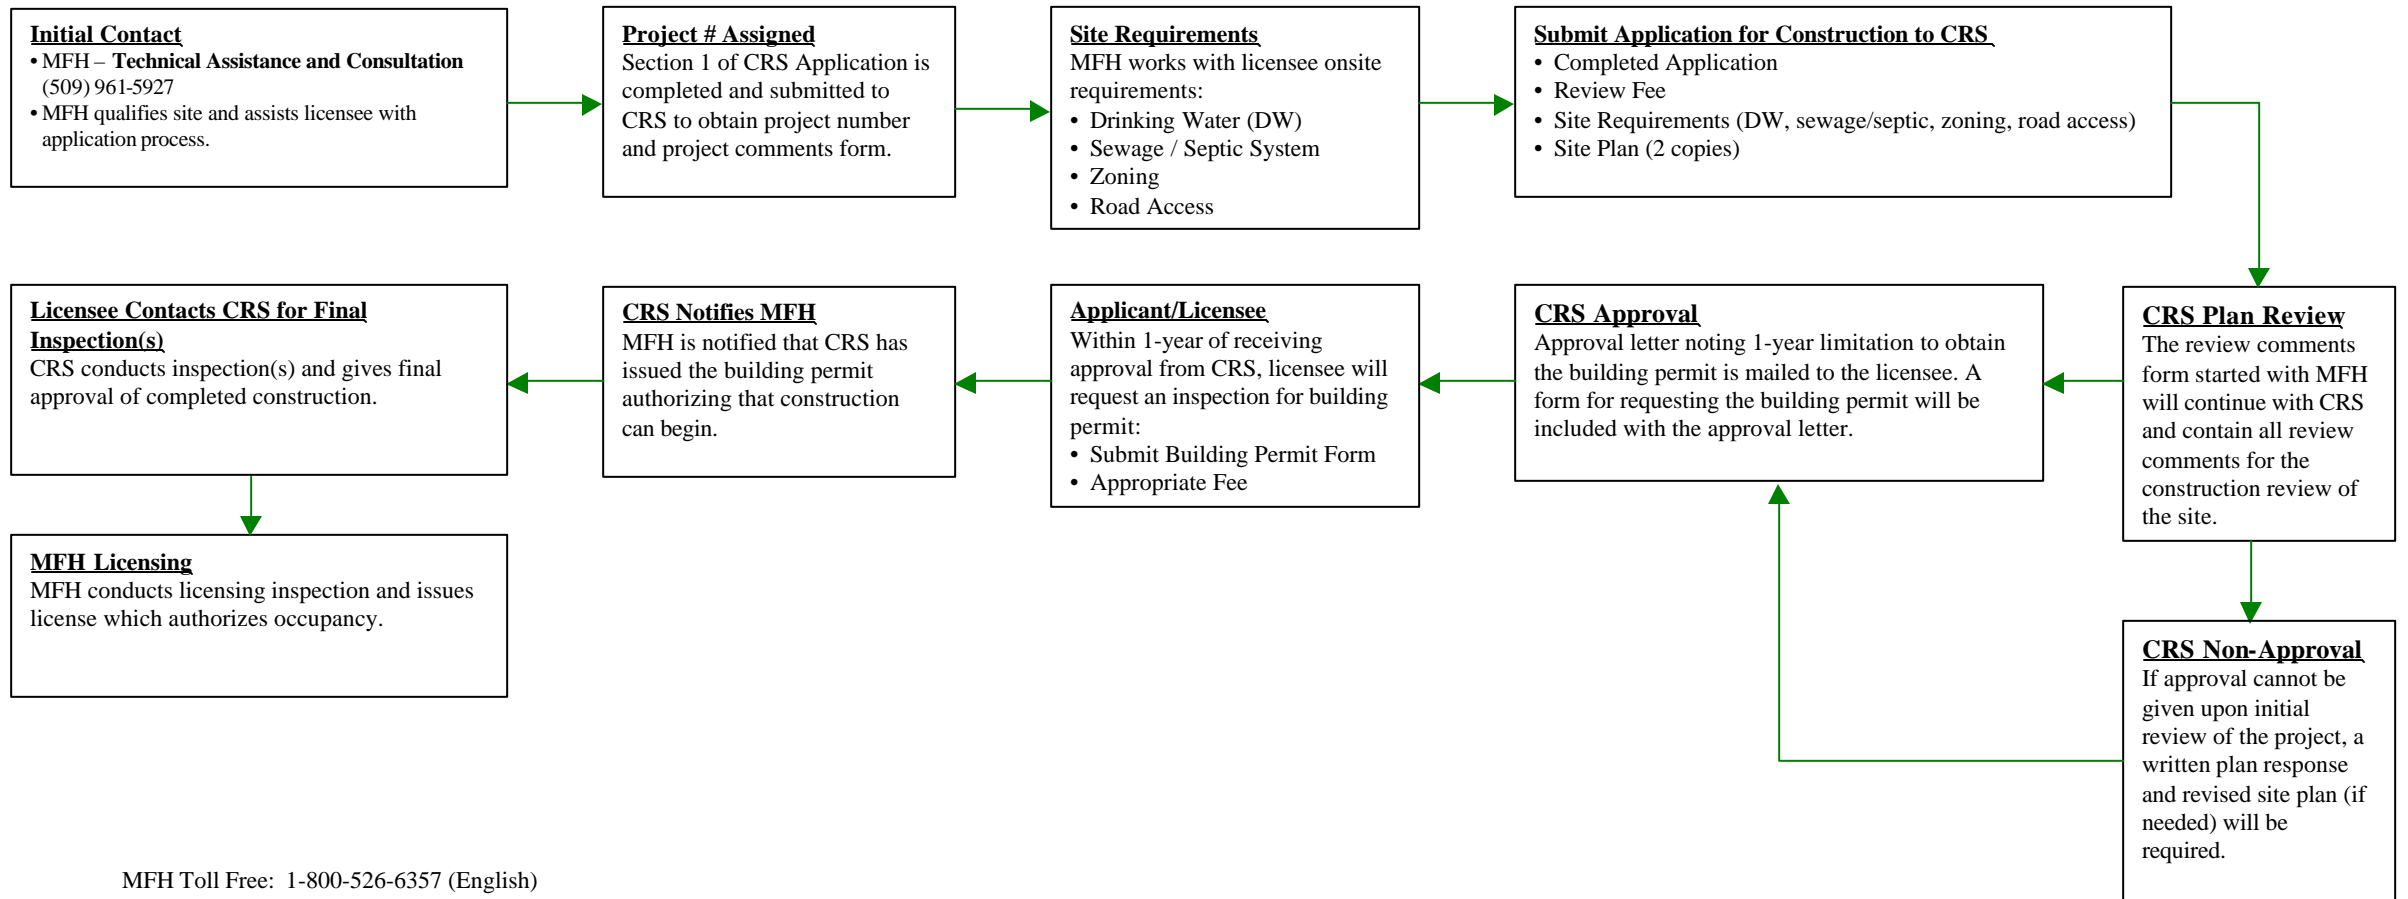 Initial Contact
• MFH – Technical Assistance and Consultation
(509) 961-5927
• MFH qualifies site and assists licensee with
application process.
Project # Assigned
Section 1 of CRS Application is
completed and submitted to
CRS to obtain project number
and project comments form.
Site Requirements
MFH works with licensee onsite
requirements:
• Drinking Water (DW)
• Sewage / Septic System
• Zoning
• Road Access
Submit Application for Construction to CRS
• Completed Application
• Review Fee
• Site Requirements (DW, sewage/septic, zoning, road access)
• Site Plan (2 copies)
CRS Plan Review
The review comments
form started with MFH
will continue with CRS
and contain all review
comments for the
construction review of
the site.
CRS Non-Approval
If approval cannot be
given upon initial
review of the project, a
written plan response
and revised site plan (if
needed) will be
required.
CRS Approval
Approval letter noting 1-year limitation to obtain
the building permit is mailed to the licensee. A
form for requesting the building permit will be
included with the approval letter.
Applicant/Licensee
Within 1-year of receiving
approval from CRS, licensee will
request an inspection for building
permit:
• Submit Building Permit Form
• Appropriate Fee
CRS Notifies MFH
MFH is notified that CRS has
issued the building permit
authorizing that construction
can begin.
Licensee Contacts CRS for Final
Inspection(s)
CRS conducts inspection(s) and gives final
approval of completed construction.
MFH Licensing
MFH conducts licensing inspection and issues
license which authorizes occupancy.
MFH Toll Free: 1-800-526-6357 (English)